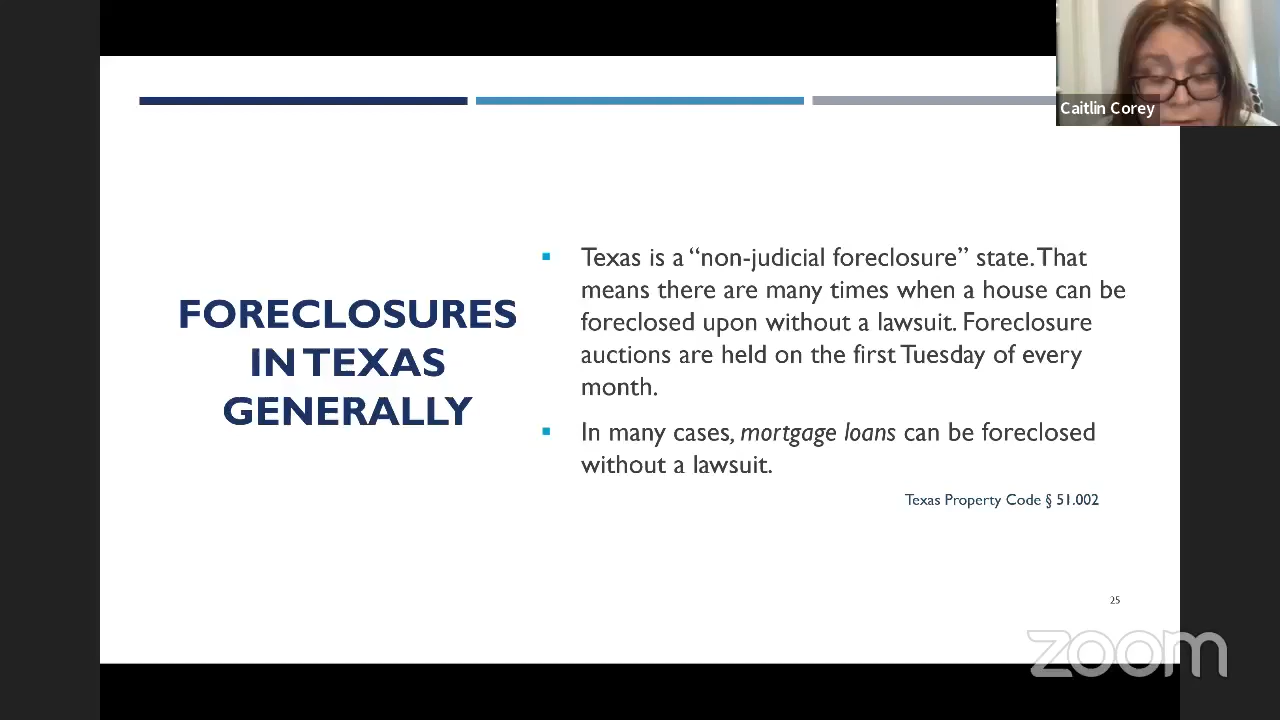 Caitlin Corey
FORECLOSURES
IN TEXAS
GENERALLY
Texas is a “non-judicial foreclosure” state. That
means there are many times when a house can be
foreclosed upon without a lawsuit. Foreclosure
auctions are held on the first Tuesday of every
month.
In many cases, mortgage loans can be foreclosed
without a lawsuit.
Texas Property Code § 51.002
25
zoom